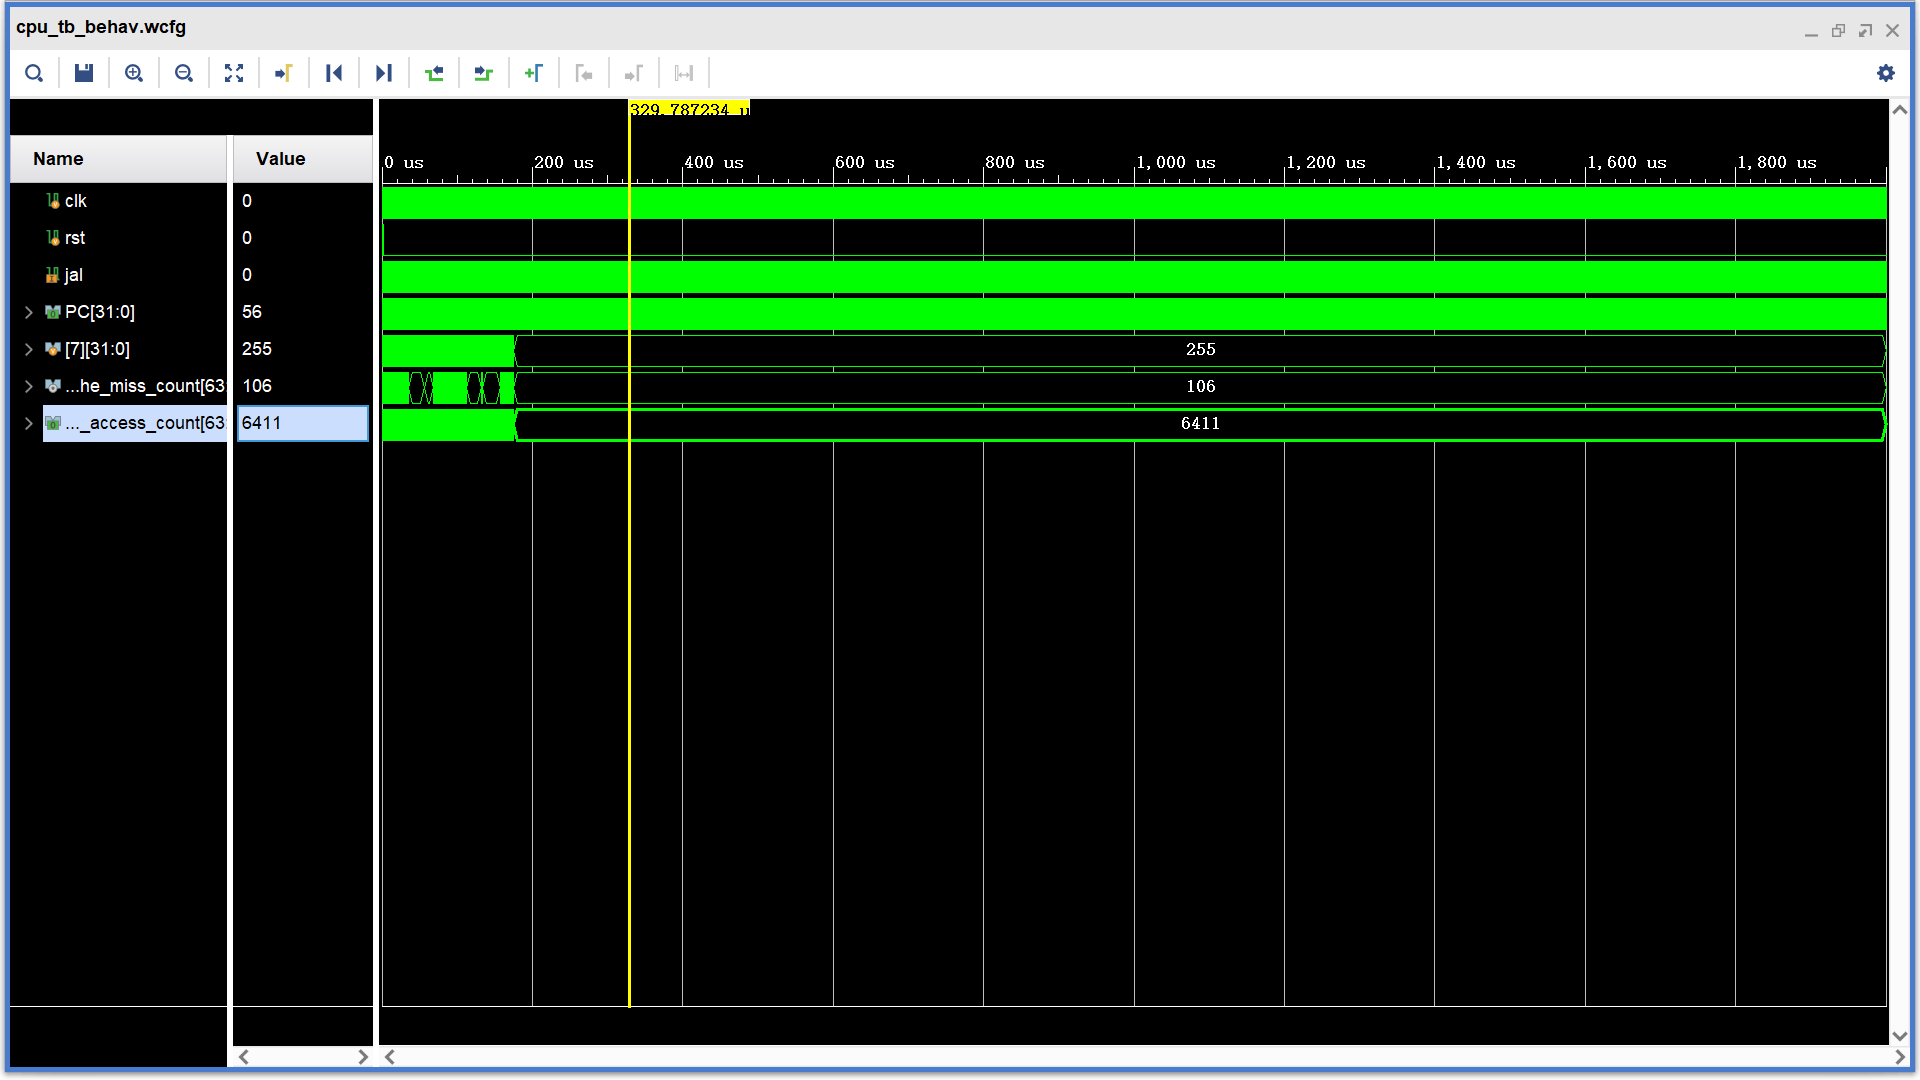 cpu_tb_behav.wcfg
329.787234 u
Name Value
0 us 200 us 400 us 600 us 800 us 1,000 us 1,200 us 1,400 us 1,600 us 1,800 us
clk 0
rst 0
jal 0
PC[31:0] 56
[7][31:0] 255 255
...he_miss_count[63: 106 106
..._access_count[63: 6411 6411